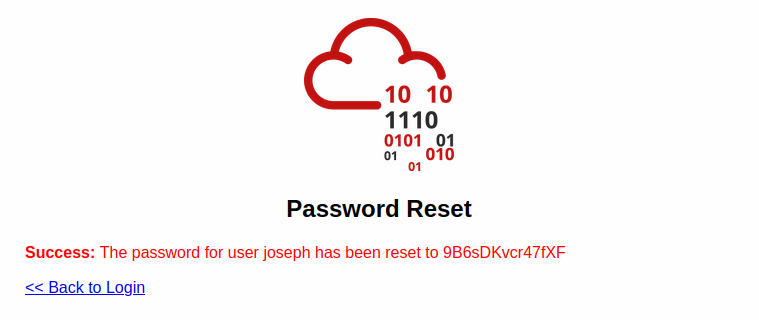 10 10
1110
0101 01
01 010
01
Password Reset
Success: The password for user joseph has been reset to 9B6sDKvcr47fXF
<< Back to Login